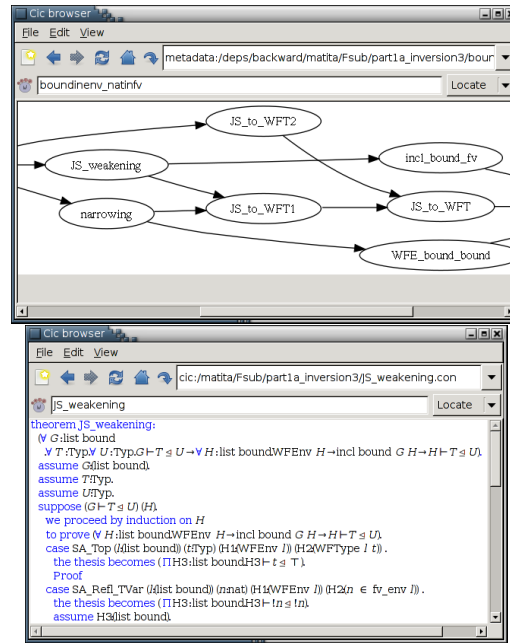 Cic browser
File Edit View
metadata:/deps/backward/matita/Fsub/part1a_inversion3/boun
boundinenv_natinfv Locate
JS_to_WFT2
JS_weakening
incl_bound_fv
narrowing
JS_to_WFT1
JS_to_WFT
WFE_bound_bound
Cic browser
File Edit View
cic:/matita/Fsub/part1a_inversion3/JS_weakening.con
JS_weakening Locate
theorem JS_weakening:
(∀ G:list bound
.∀ T:Typ.∀ U:Typ.G⊢T ⊴ U→∀ H:list bound.WFEnv H→incl bound G H→H⊢T ⊴ U).
assume G:(list bound).
assume T:Typ.
assume U:Typ.
suppose (G⊢T ⊴ U) (H).
we proceed by induction on H
to prove (∀ H:list bound.WFEnv H→incl bound G H→H⊢T ⊴ U).
case SA_Top (l:(list bound)) (t:Typ) (H1:(WFEnv l)) (H2:(WFType l t)) .
the thesis becomes (ΠH3:list bound.H3⊢t ⊴ ⊤).
Proof
case SA_Refl_TVar (l:(list bound)) (n:nat) (H1:(WFEnv l)) (H2:(n ∈ fv_env l)) .
the thesis becomes (ΠH3:list bound.H3⊢!n ⊴ !n).
assume H3:(list bound).